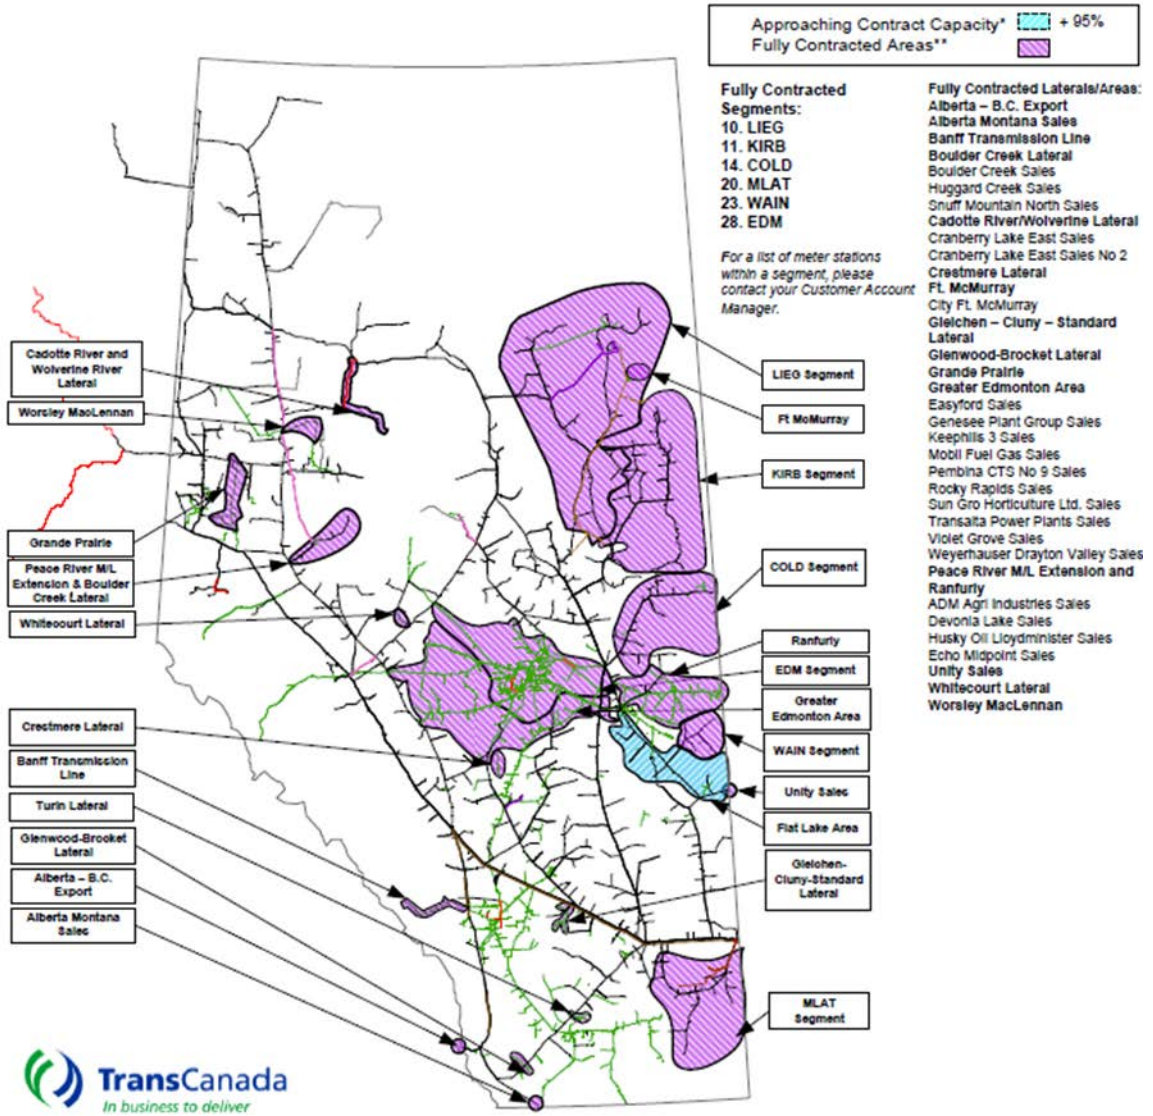 Approaching Contract Capacity* + 95%
Fully Contracted Areas**
Fully Contracted
Segments:
10. LIEG
11. KIRB
14. COLD
20. MLAT
23. WAIN
28. EDM
For a list of meter stations
within a segment, please
contact your Customer Account
Manager.
Fully Contracted Laterals/Areas:
Alberta – B.C. Export
Alberta Montana Sales
Banff Transmission Line
Boulder Creek Lateral
Boulder Creek Sales
Huggard Creek Sales
Snuff Mountain North Sales
Cadotte River/Wolverine Lateral
Cranberry Lake East Sales
Cranberry Lake East Sales No 2
Crestmere Lateral
Ft. McMurray
City Ft. McMurray
Gleichen – Cluny – Standard
Lateral
Glenwood-Brocket Lateral
Grande Prairie
Greater Edmonton Area
Easyford Sales
Genesee Plant Group Sales
Keephills 3 Sales
Mobil Fuel Gas Sales
Pembina CTS No 9 Sales
Rocky Rapids Sales
Sun Gro Horticulture Ltd. Sales
Transalta Power Plants Sales
Violet Grove Sales
Weyerhauser Drayton Valley Sales
Peace River M/L Extension and
Ranfurly
ADM Agri Industries Sales
Devonia Lake Sales
Husky Oil Lloydminister Sales
Echo Midpoint Sales
Unity Sales
Whitecourt Lateral
Worsley MacLennan
Cadotte River and
Wolverine River
Lateral
Worsley MacLennan
Grande Prairie
Peace River M/L
Extension & Boulder
Creek Lateral
Whitecourt Lateral
Crestmere Lateral
Banff Transmission
Line
Turin Lateral
Glenwood-Brocket
Lateral
Alberta – B.C.
Export
Alberta Montana
Sales
LIEG Segment
Ft McMurray
KIRB Segment
COLD Segment
Ranfurly
EDM Segment
Greater
Edmonton Area
WAIN Segment
Unity Sales
Flat Lake Area
Gleichen-
Cluny-Standard
Lateral
MLAT
Segment
TransCanada
In business to deliver